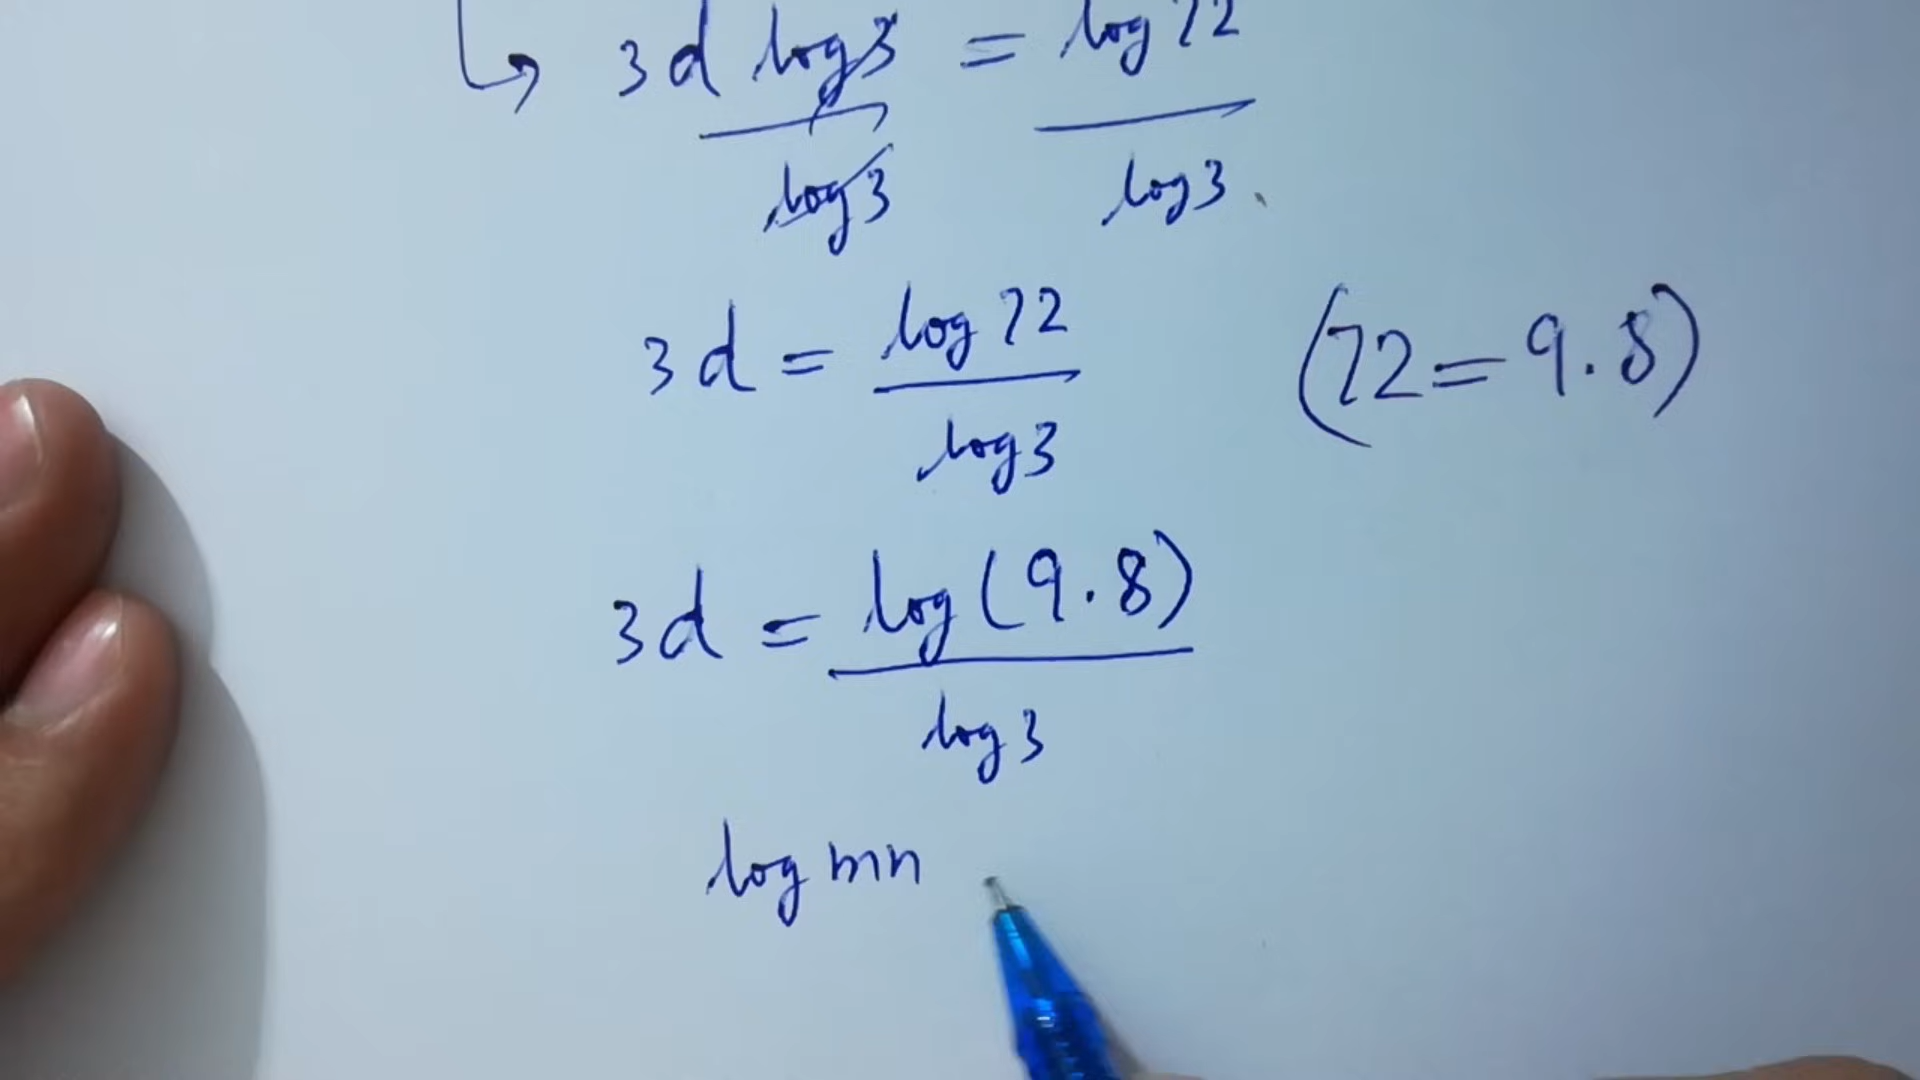 3d log3 = log72
log3 log3
3d = log72 (72 = 9.8)
log3
3d = log(9.8)
log3
log mn